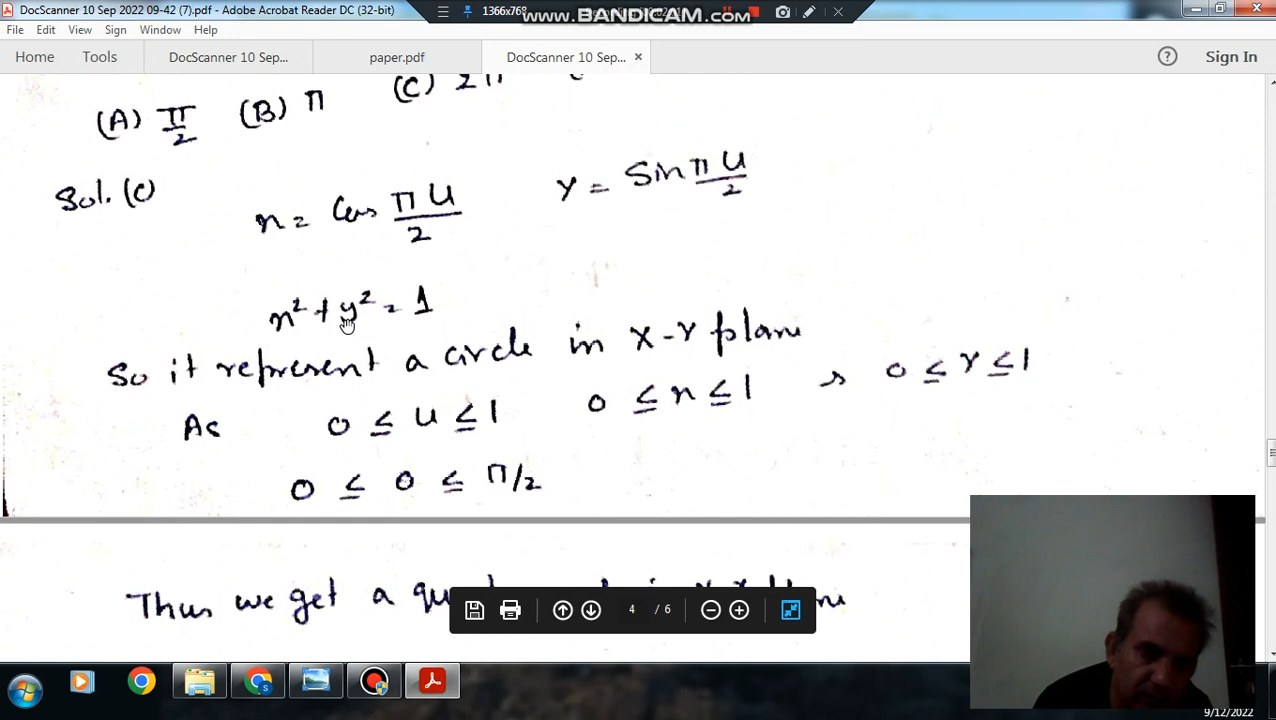 DocScanner 10 Sep 2022 09-42 (7).pdf - Adobe Acrobat Reader DC (32-bit)
1366x768
www.BANDICAM.com
File Edit View Sign Window Help
Home Tools DocScanner 10 Sep... paper.pdf DocScanner 10 Sep... × Sign In
(A) π/2 (B) π (C) 2π
Sol. (C)
x = Cos πU/2 Y = Sin πU/2
x² + y² = 1
So it represent a circle in X-Y plane
As 0 ≤ U ≤ 1 0 ≤ x ≤ 1 , 0 ≤ Y ≤ 1
0 ≤ θ ≤ π/2
Thus we get a
4 / 6
9/12/2022